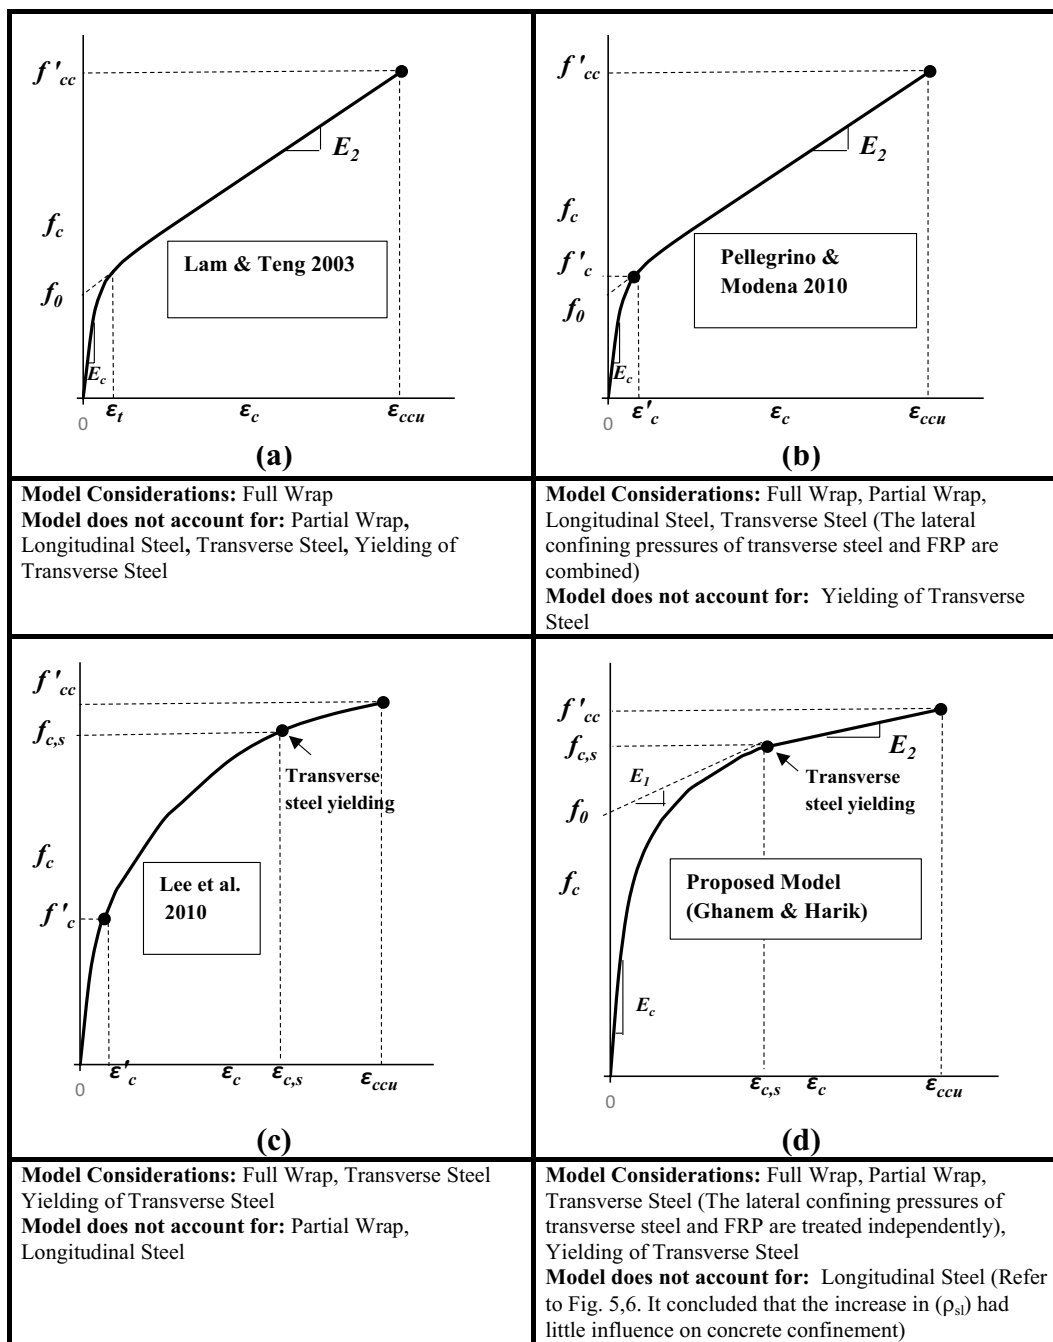 f'cc
E2
fc
Lam & Teng 2003
f0
Ec
0
εt
εc
εccu
(a)
f'cc
E2
fc
f'c
Pellegrino &
Modena 2010
f0
Ec
0
ε'c
εc
εccu
(b)
Model Considerations: Full Wrap
Model does not account for: Partial Wrap,
Longitudinal Steel, Transverse Steel, Yielding of
Transverse Steel
Model Considerations: Full Wrap, Partial Wrap,
Longitudinal Steel, Transverse Steel (The lateral
confining pressures of transverse steel and FRP are
combined)
Model does not account for: Yielding of Transverse
Steel
f'cc
fc,s
Transverse
steel yielding
fc
Lee et al.
2010
f'c
0
ε'c
εc
εc,s
εccu
(c)
f'cc
fc,s
E2
E1
Transverse
steel yielding
f0
fc
Proposed Model
(Ghanem & Harik)
Ec
0
εc,s
εc
εccu
(d)
Model Considerations: Full Wrap, Transverse Steel
Yielding of Transverse Steel
Model does not account for: Partial Wrap,
Longitudinal Steel
Model Considerations: Full Wrap, Partial Wrap,
Transverse Steel (The lateral confining pressures of
transverse steel and FRP are treated independently),
Yielding of Transverse Steel
Model does not account for: Longitudinal Steel (Refer
to Fig. 5,6. It concluded that the increase in (ρsl) had
little influence on concrete confinement)